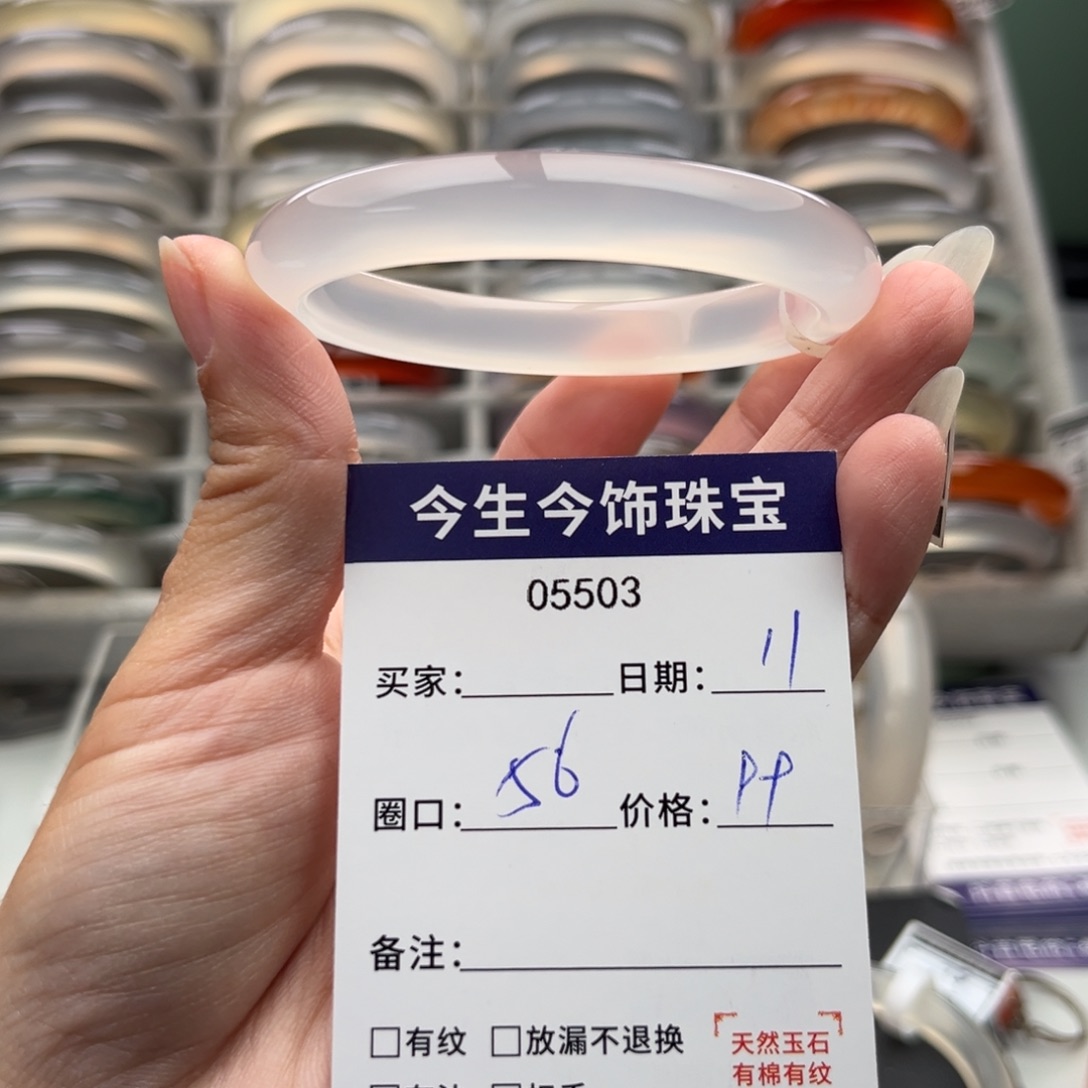 今生今饰珠宝
05503
买家： 日期： 11
圈口： 56 价格： PP
备注：
□有纹 □放漏不退换
天然玉石
有棉有纹